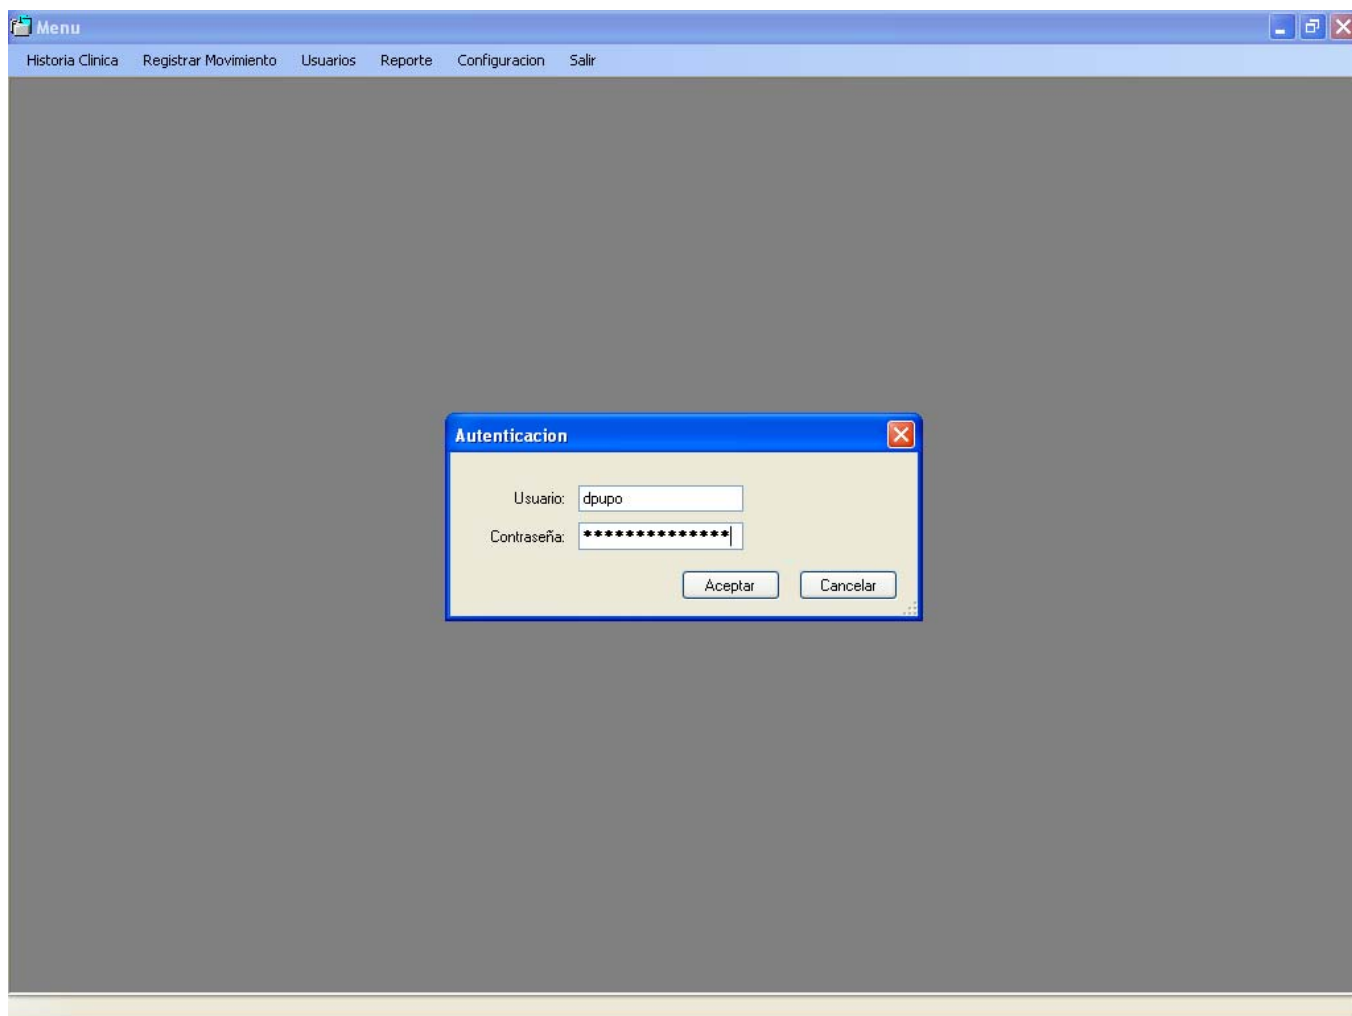 Menu
Historia Clinica Registrar Movimiento Usuarios Reporte Configuracion Salir
Autenticacion
Usuario: dpupo
Contraseña: **************
Aceptar Cancelar